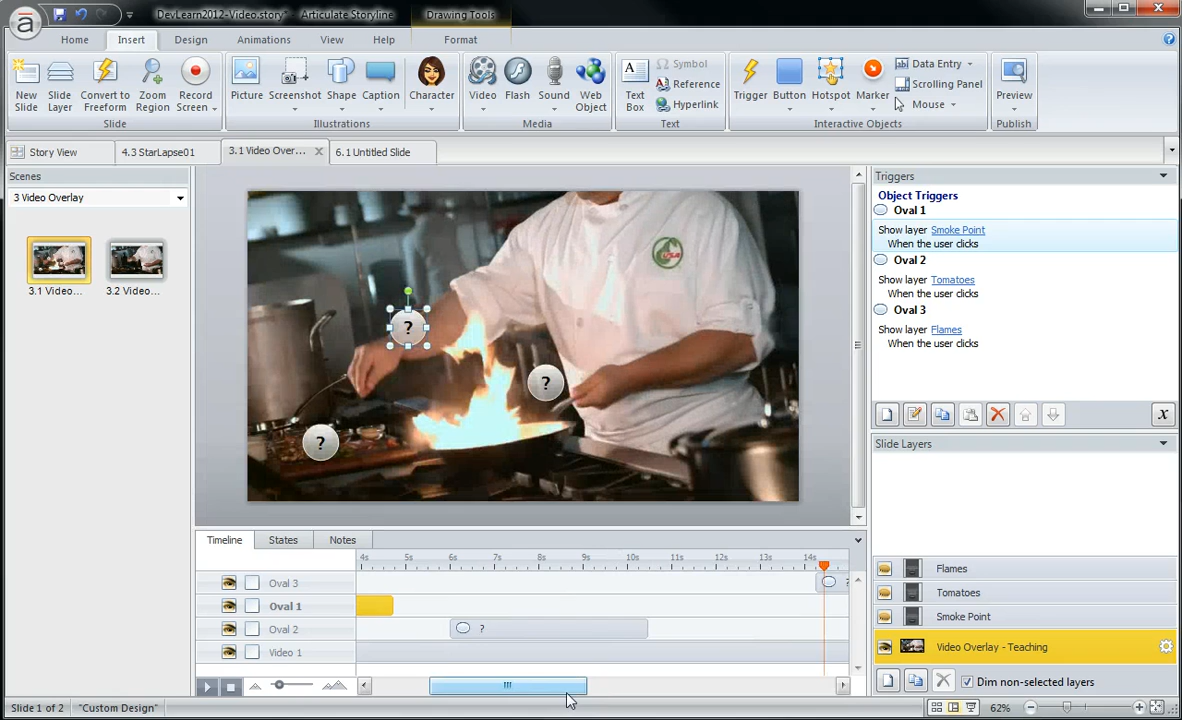 DevLearn2012-Video.story* - Articulate Storyline
Drawing Tools
Home Insert Design Animations View Help Format
New Slide
Slide Layer
Convert to Freeform
Zoom Region
Record Screen
Slide
Picture
Screenshot
Shape
Caption
Character
Illustrations
Video
Flash
Sound
Web Object
Media
Text Box
Symbol
Reference
Hyperlink
Text
Trigger
Button
Hotspot
Marker
Data Entry
Scrolling Panel
Mouse
Interactive Objects
Preview
Publish
Story View
4.3 StarLapse01
3.1 Video Over...
6.1 Untitled Slide
Scenes
3 Video Overlay
3.1 Video...
3.2 Video...
USA
?
?
?
Triggers
Object Triggers
Oval 1
Show layer Smoke Point
When the user clicks
Oval 2
Show layer Tomatoes
When the user clicks
Oval 3
Show layer Flames
When the user clicks
x
Slide Layers
Flames
Tomatoes
Smoke Point
Video Overlay - Teaching
Dim non-selected layers
Timeline States Notes
4s 5s 6s 7s 8s 9s 10s 11s 12s 13s 14s
Oval 3 ?
Oval 1
Oval 2 ?
Video 1
Slide 1 of 2
"Custom Design"
62%